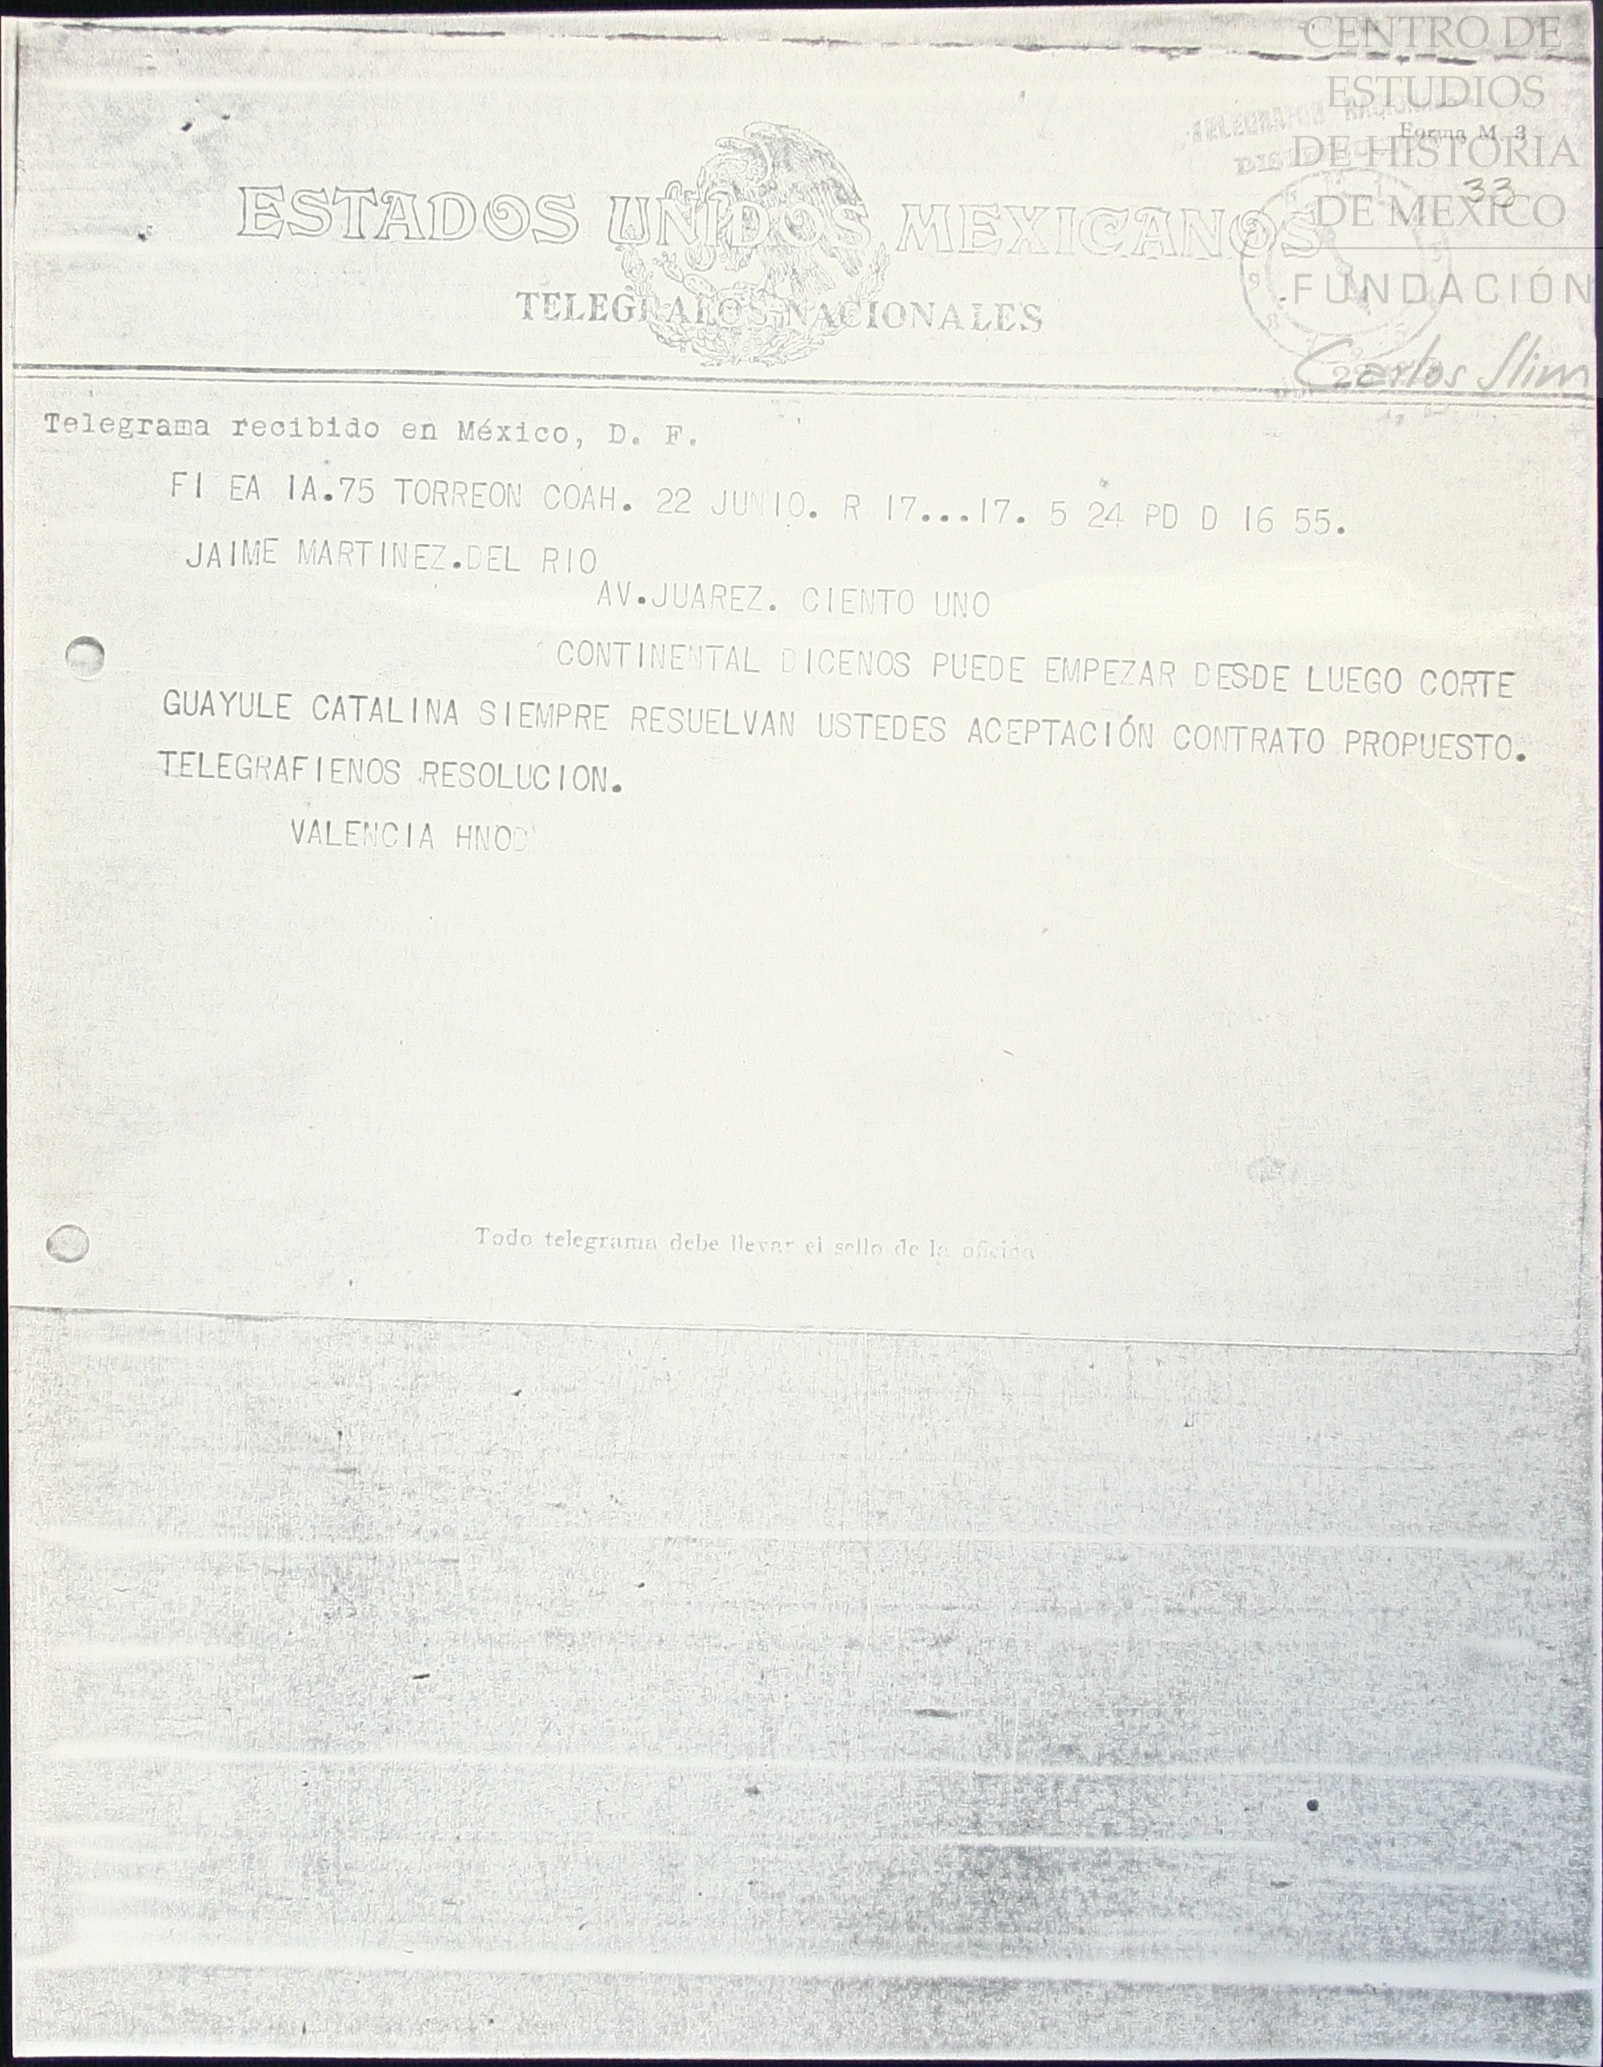 CENTRO DE
ESTUDIOS
DE HISTORIA
DE MEXICO
FUNDACIÓN
Carlos Slim
Forma M 3
33
ESTADOS UNIDOS MEXICANOS
TELEGRAFOS NACIONALES
Telegrama recibido en México, D. F.
FI EA IA.75 TORREON COAH. 22 JUNIO. R 17...17. 5 24 PD D 16 55.
JAIME MARTINEZ.DEL RIO
AV.JUAREZ. CIENTO UNO
CONTINENTAL DICENOS PUEDE EMPEZAR DESDE LUEGO CORTE
GUAYULE CATALINA SIEMPRE RESUELVAN USTEDES ACEPTACIÓN CONTRATO PROPUESTO.
TELEGRAFIENOS RESOLUCION.
VALENCIA HNOD
Todo telegrama debe llevar el sello de la oficina